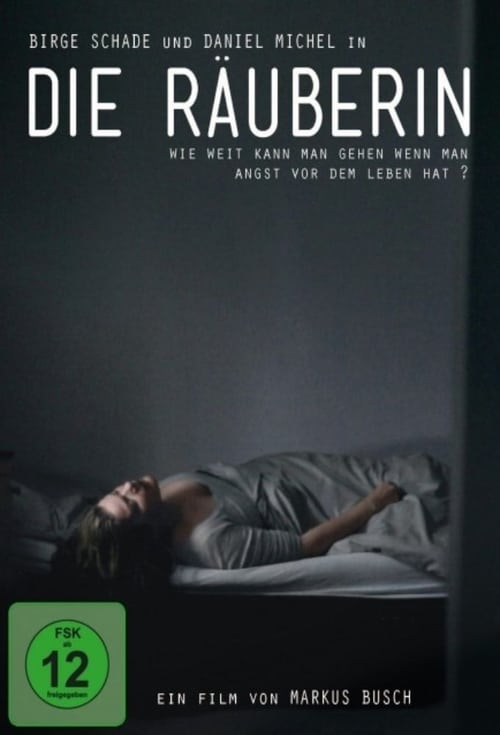 BIRGE SCHADE UND DANIEL MICHEL IN
DIE RÄUBERIN
WIE WEIT KANN MAN GEHEN WENN MAN
ANGST VOR DEM LEBEN HAT ?
FSK
ab
12
freigegeben
EIN FILM VON MARKUS BUSCH